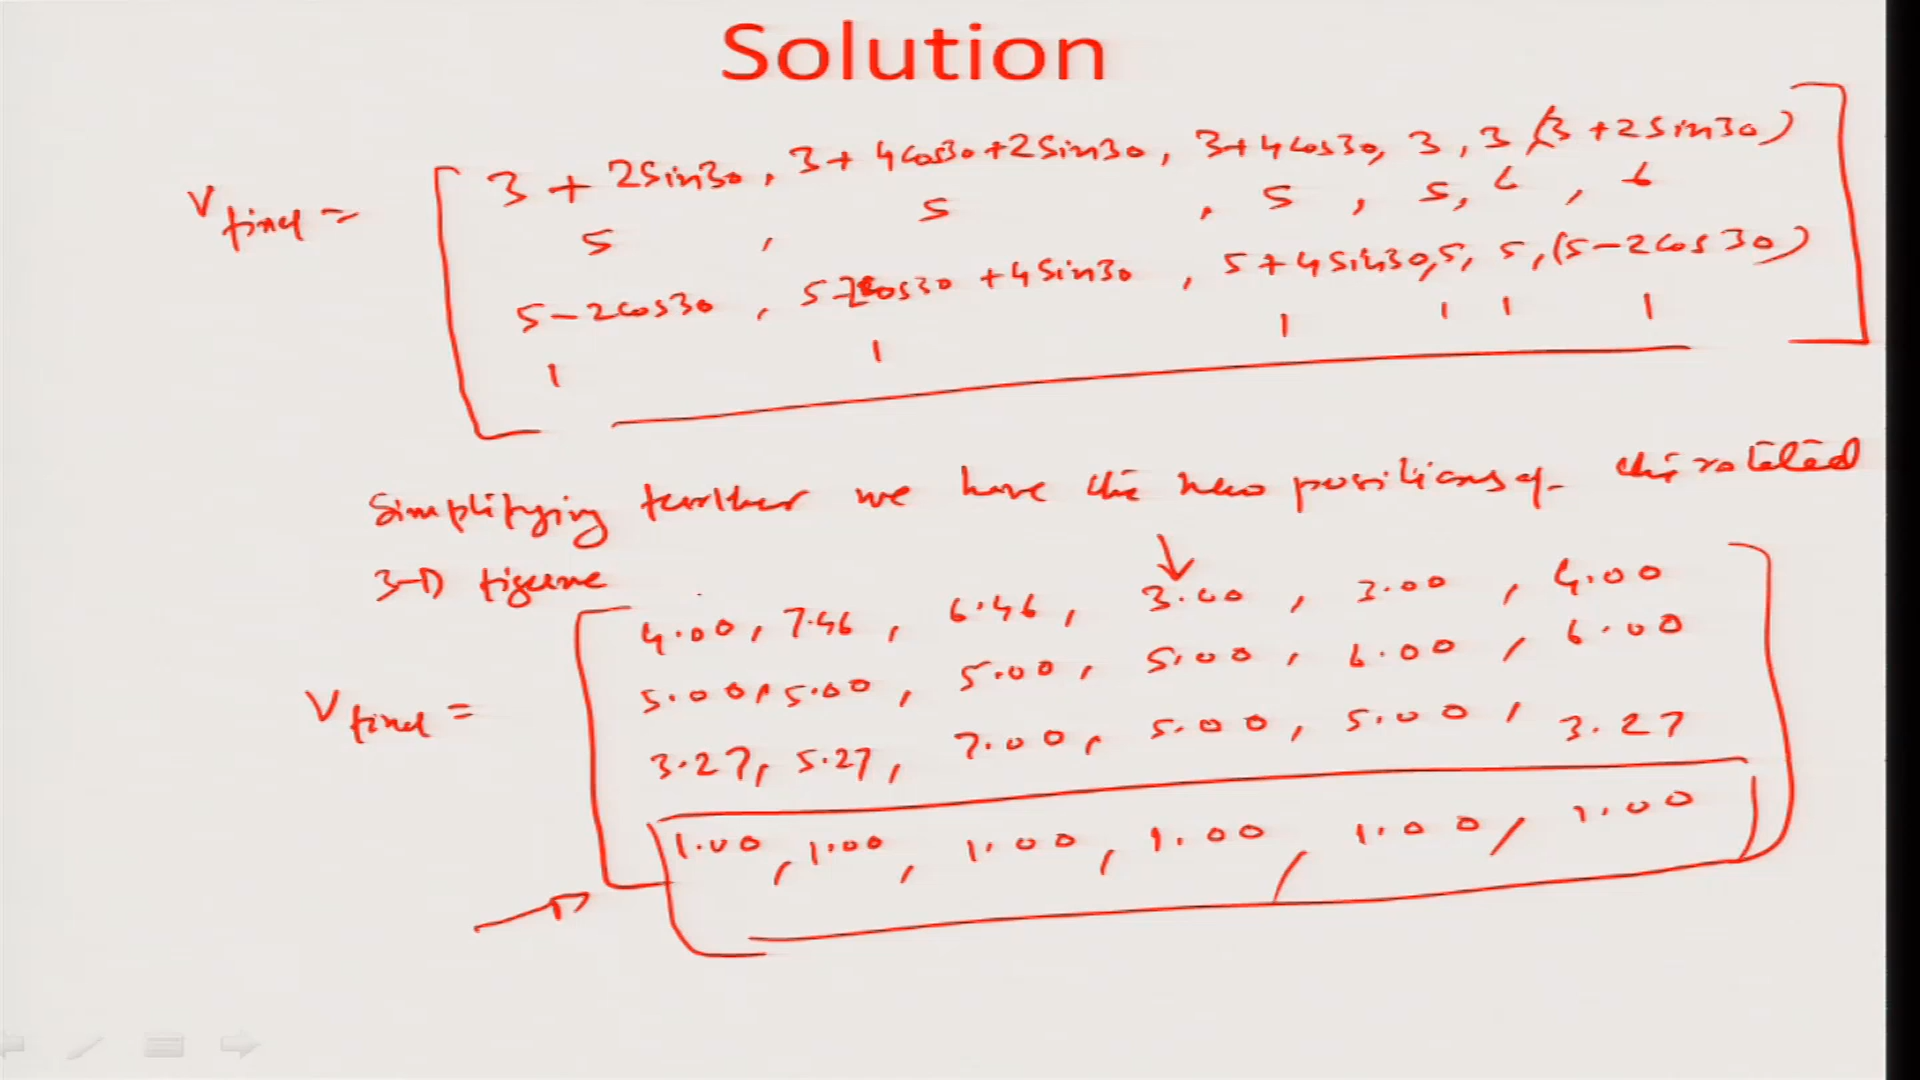 Solution
3 + 2Sin30, 3+ 4cos30+2Sin30, 3+4cos30, 3, 3, (3 +2Sin30)
Vfinal =
5 , 5 , 5 , 5, 6 , 6
5-2cos30 , 5-2cos30 +4Sin30 , 5+4Sin30, 5, 5, (5-2cos30)
1 1 1 1 1 1
Simplifying further we have the new positions of the rotated
3-D figure
4.00, 7.46, 6.46, 3.00, 3.00, 4.00
5.00, 5.00, 5.00, 5.00, 6.00, 6.00
Vfinal =
3.27, 5.27, 7.00, 5.00, 5.00, 3.27
1.00, 1.00, 1.00, 1.00, 1.00, 1.00